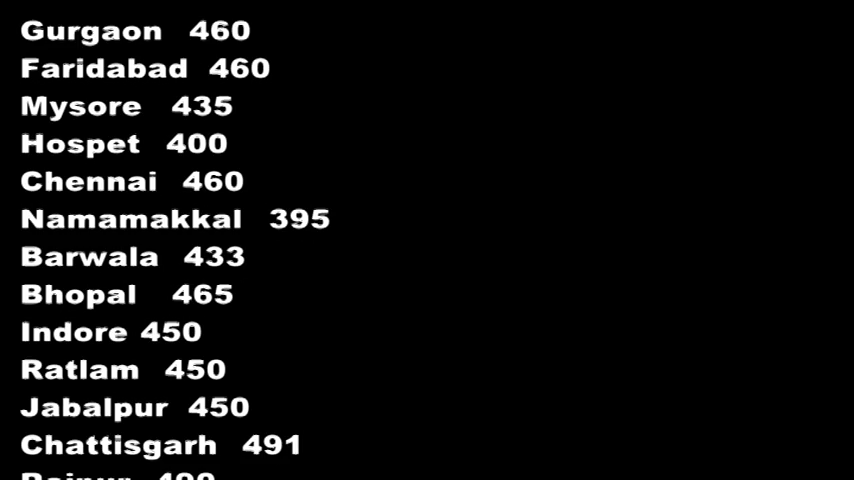 Gurgaon 460
Faridabad 460
Mysore 435
Hospet 400
Chennai 460
Namamakkal 395
Barwala 433
Bhopal 465
Indore 450
Ratlam 450
Jabalpur 450
Chattisgarh 491